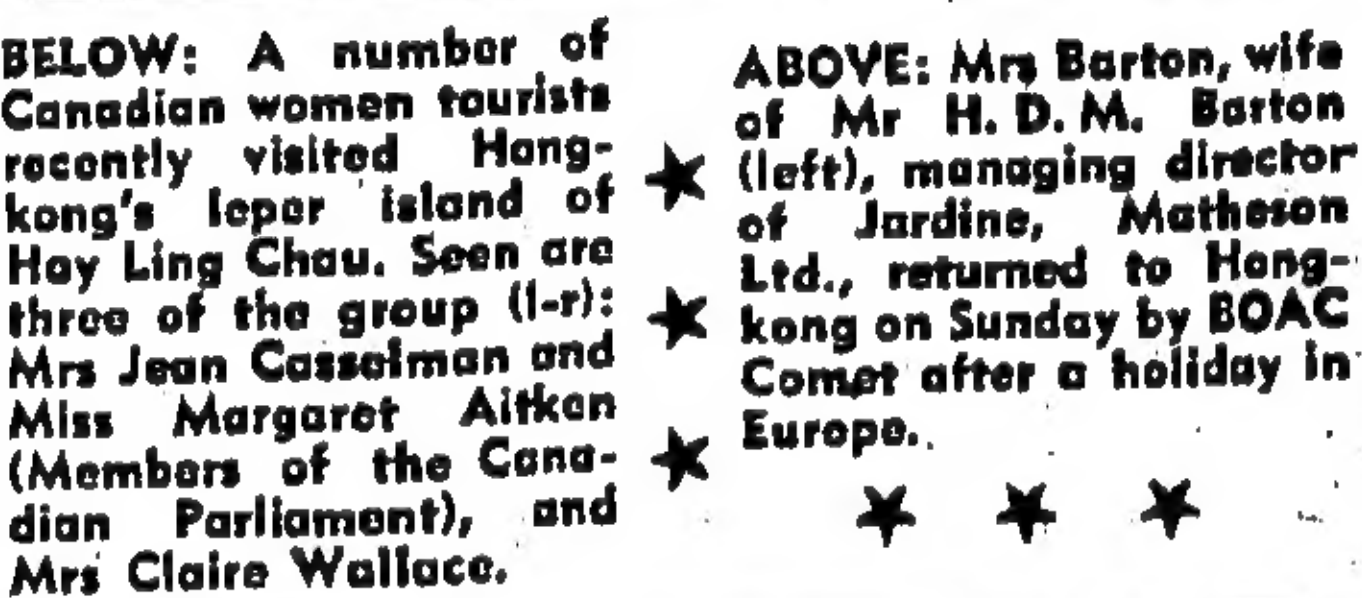 BELOW: A number of
Canadian women tourists
recently visited Hong-
kong's leper island of
Hay Ling Chau. Seen are
three of the group (l-r):
Mrs Jean Casselman and
Miss Margaret Aitken
(Members of the Cana-
dian Parliament), and
Mrs Claire Wallace.
ABOVE: Mrs Barton, wife
of Mr H. D. M. Barton
(left), managing director
of Jardine, Matheson
Ltd., returned to Hong-
kong on Sunday by BOAC
Comet after a holiday in
Europe.